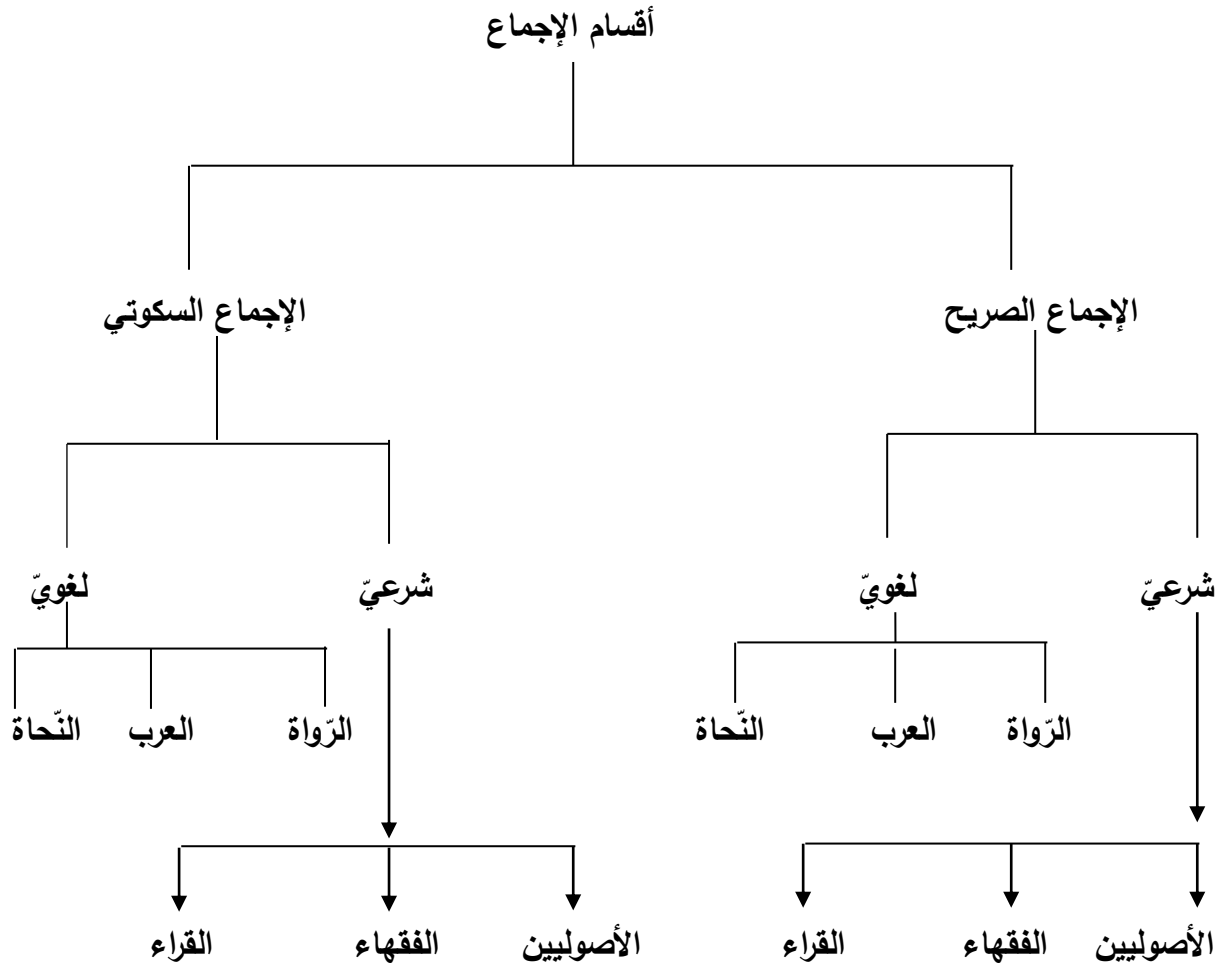 أقسام الإجماع
الإجماع الصريح الإجماع السكوتي
شرعيّ لغويّ شرعيّ لغويّ
الرّواة العرب النّحاة الرّواة العرب النّحاة
الأصوليين الفقهاء القراء الأصوليين الفقهاء القراء